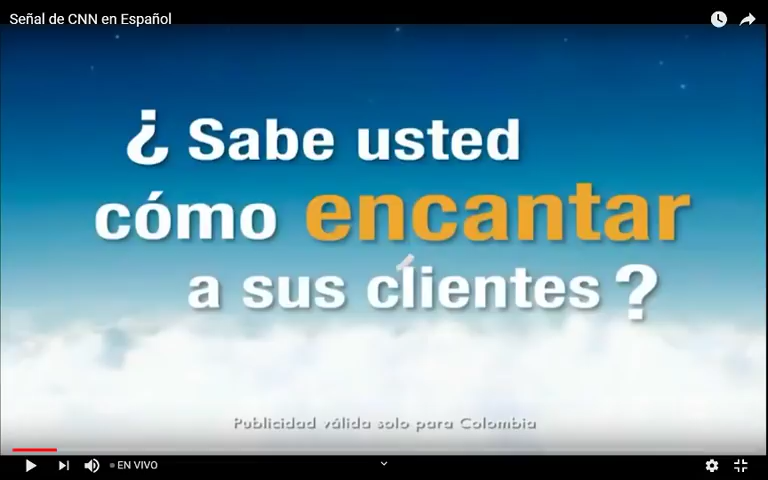 Señal de CNN en Español
¿ Sabe usted
cómo encantar
a sus clientes ?
Publicidad válida solo para Colombia
EN VIVO